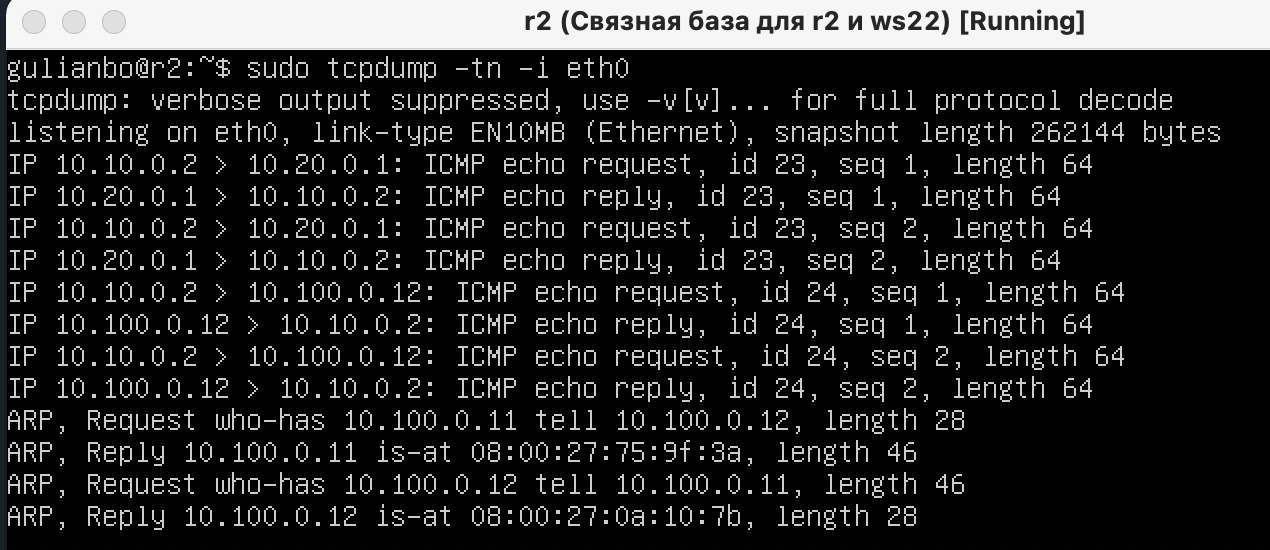 r2 (Связная база для r2 и ws22) [Running]
gulianbo@r2:~$ sudo tcpdump -tn -i eth0
tcpdump: verbose output suppressed, use -v[v]... for full protocol decode
listening on eth0, link-type EN10MB (Ethernet), snapshot length 262144 bytes
IP 10.10.0.2 > 10.20.0.1: ICMP echo request, id 23, seq 1, length 64
IP 10.20.0.1 > 10.10.0.2: ICMP echo reply, id 23, seq 1, length 64
IP 10.10.0.2 > 10.20.0.1: ICMP echo request, id 23, seq 2, length 64
IP 10.20.0.1 > 10.10.0.2: ICMP echo reply, id 23, seq 2, length 64
IP 10.10.0.2 > 10.100.0.12: ICMP echo request, id 24, seq 1, length 64
IP 10.100.0.12 > 10.10.0.2: ICMP echo reply, id 24, seq 1, length 64
IP 10.10.0.2 > 10.100.0.12: ICMP echo request, id 24, seq 2, length 64
IP 10.100.0.12 > 10.10.0.2: ICMP echo reply, id 24, seq 2, length 64
ARP, Request who-has 10.100.0.11 tell 10.100.0.12, length 28
ARP, Reply 10.100.0.11 is-at 08:00:27:75:9f:3a, length 46
ARP, Request who-has 10.100.0.12 tell 10.100.0.11, length 46
ARP, Reply 10.100.0.12 is-at 08:00:27:0a:10:7b, length 28